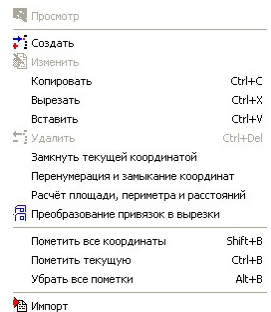 Просмотр
Создать
Изменить
Копировать Ctrl+C
Вырезать Ctrl+X
Вставить Ctrl+V
Удалить Ctrl+Del
Замкнуть текущей координатой
Перенумерация и замыкание координат
Расчёт площади, периметра и расстояний
Преобразование привязок в вырезки
Пометить все координаты Shift+B
Пометить текущую Ctrl+B
Убрать все пометки Alt+B
Импорт